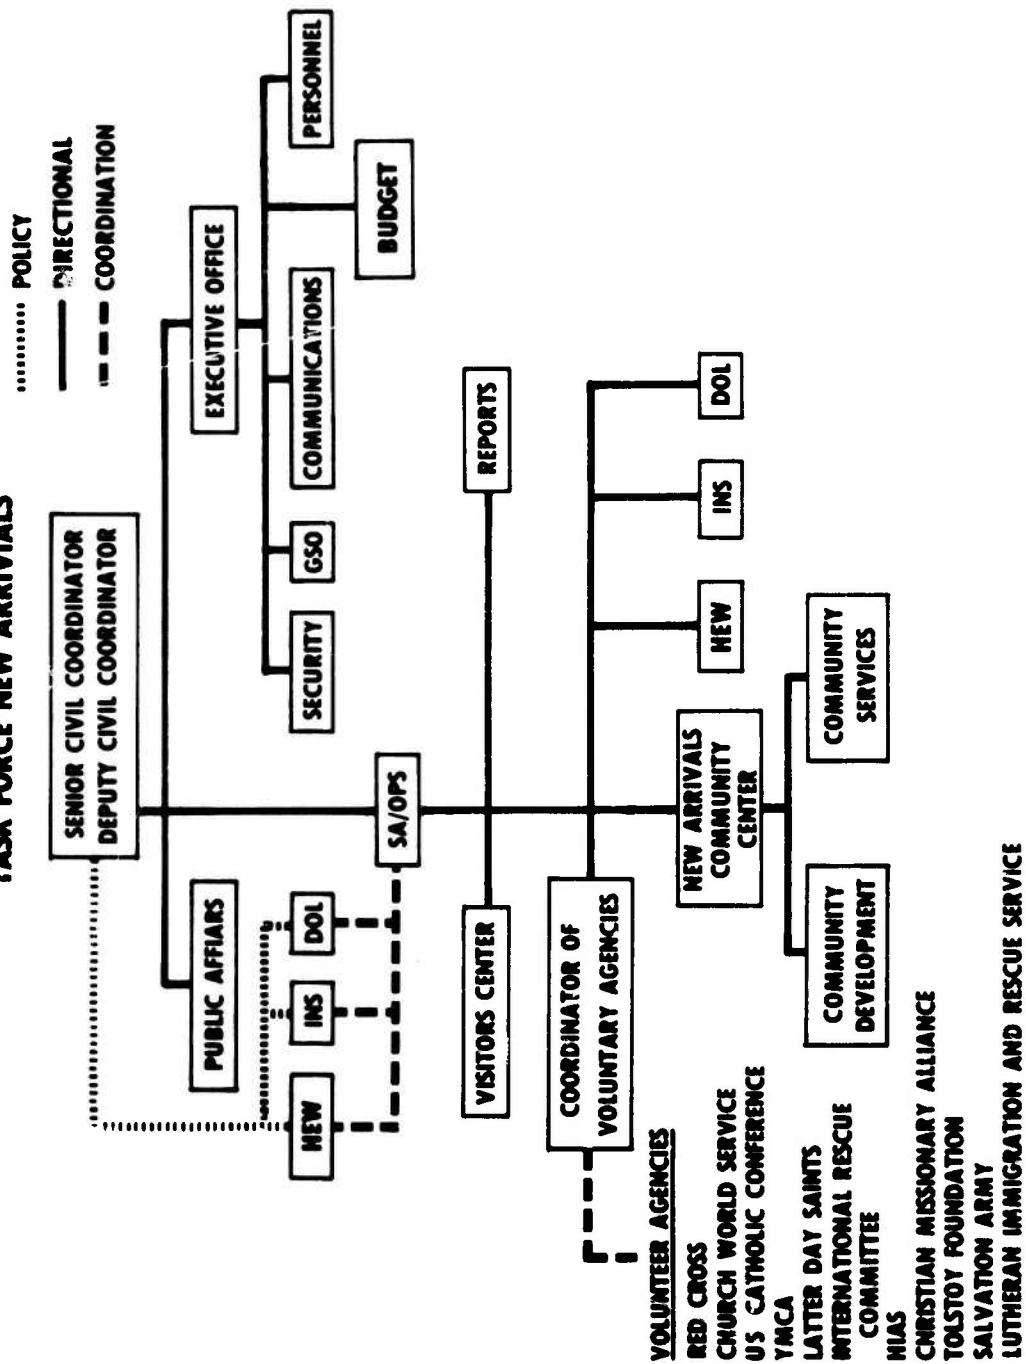 TASK FORCE NEW ARRIVIALS
POLICY
DIRECTIONAL
COORDINATION
SENIOR CIVIL COORDINATOR
DEPUTY CIVIL COORDINATOR
PUBLIC AFFIARS
EXECUTIVE OFFICE
HEW
INS
DOL
SECURITY
GSO
COMMUNICATIONS
PERSONNEL
BUDGET
SA/OPS
VISITORS CENTER
REPORTS
COORDINATOR OF
VOLUNTARY AGENCIES
NEW ARRIVALS
COMMUNITY
CENTER
HEW
INS
DOL
COMMUNITY
DEVELOPMENT
COMMUNITY
SERVICES
VOLUNTEER AGENCIES
RED CROSS
CHURCH WORLD SERVICE
US CATHOLIC CONFERENCE
YMCA
LATTER DAY SAINTS
INTERNATIONAL RESCUE
COMMITTEE
HIAS
CHRISTIAN MISSIONARY ALLIANCE
TOLSTOY FOUNDATION
SALVATION ARMY
LUTHERAN IMMIGRATION AND RESCUE SERVICE